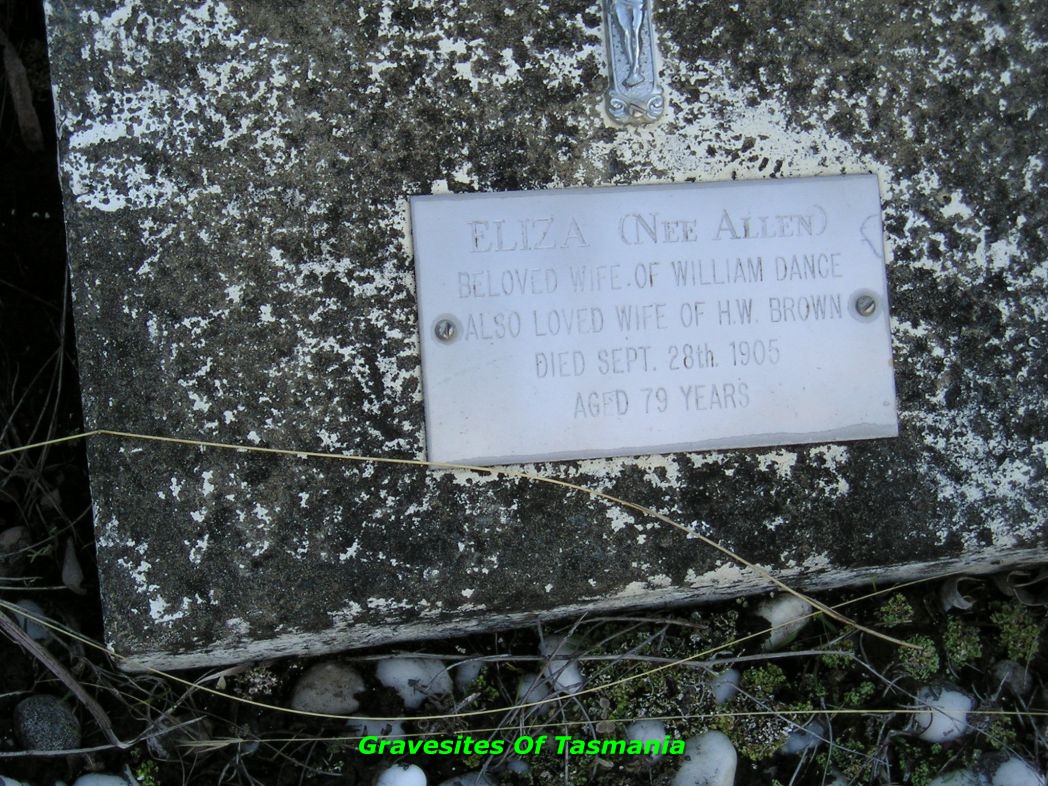 ELIZA (NEE ALLEN)
BELOVED WIFE OF WILLIAM DANCE
ALSO LOVED WIFE OF H.W. BROWN
DIED SEPT. 28th. 1905
AGED 79 YEARS
Gravesites Of Tasmania